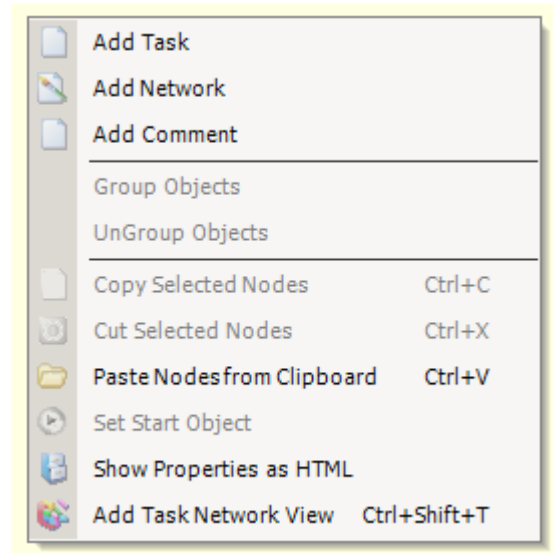 Add Task
Add Network
Add Comment
Group Objects
UnGroup Objects
Copy Selected Nodes Ctrl+C
Cut Selected Nodes Ctrl+X
Paste Nodes from Clipboard Ctrl+V
Set Start Object
Show Properties as HTML
Add Task Network View Ctrl+Shift+T